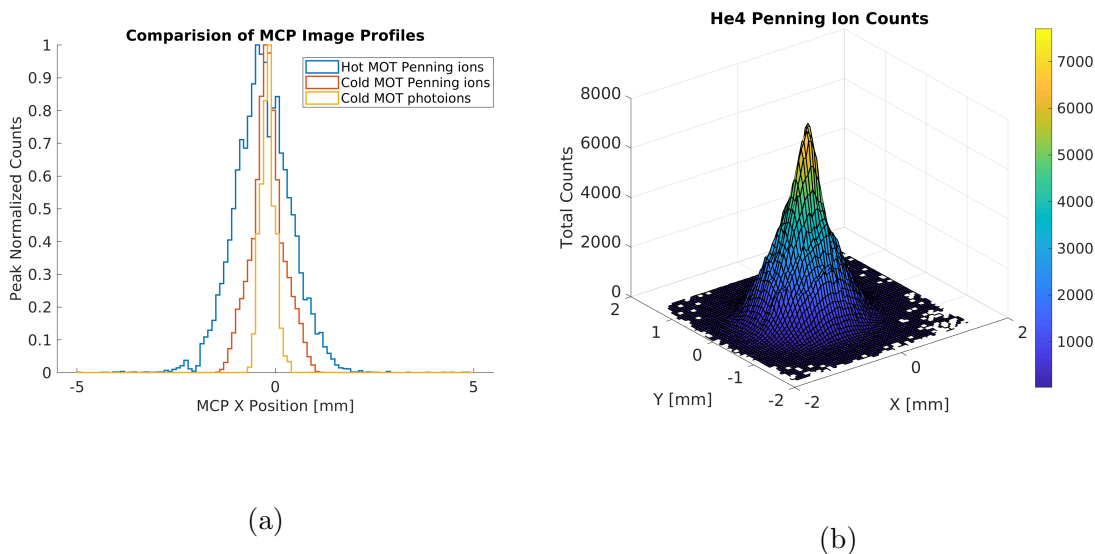 Comparision of MCP Image Profiles
Hot MOT Penning ions
Cold MOT Penning ions
Cold MOT photoions
Peak Normalized Counts
1
0.9
0.8
0.7
0.6
0.5
0.4
0.3
0.2
0.1
0
-5
0
5
MCP X Position [mm]
(a)
He4 Penning Ion Counts
Total Counts
8000
6000
4000
2000
0
2
1
0
-1
-2
Y [mm]
-2
0
2
X [mm]
7000
6000
5000
4000
3000
2000
1000
(b)